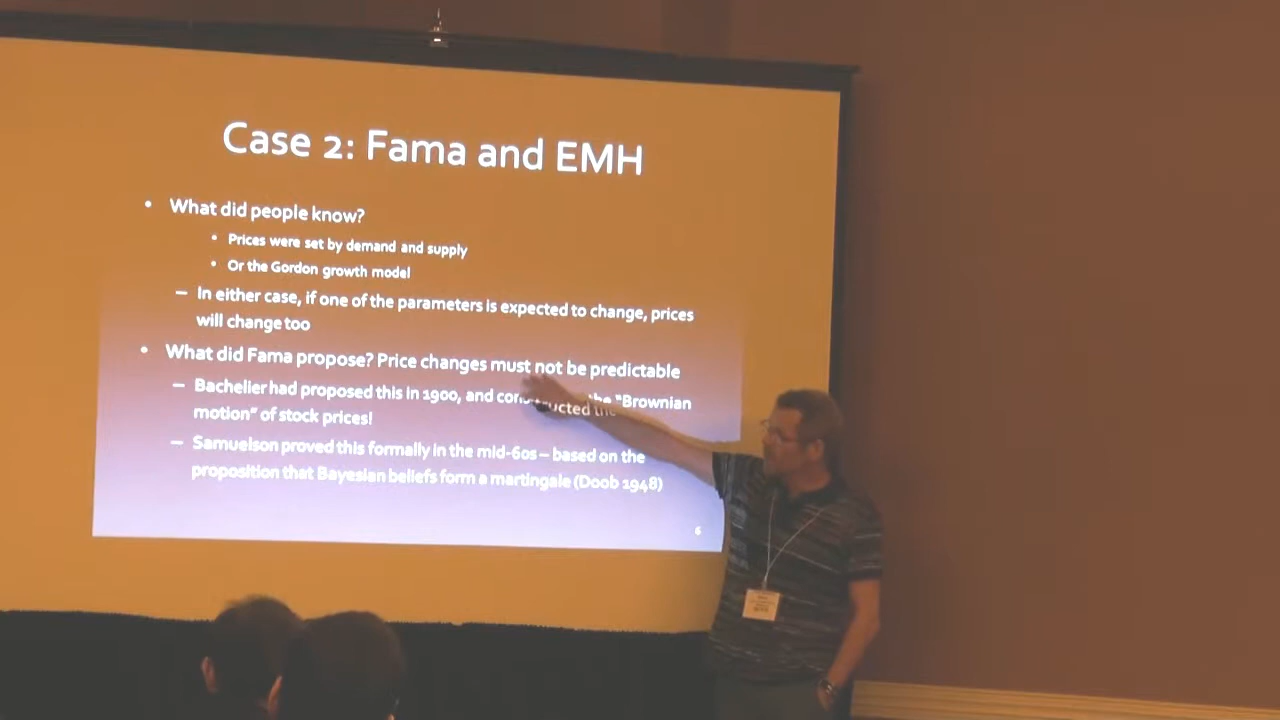 Case 2: Fama and EMH
• What did people know?
• Prices were set by demand and supply
• Or the Gordon growth model
– In either case, if one of the parameters is expected to change, prices
will change too
• What did Fama propose? Price changes must not be predictable
– Bachelier had proposed this in 1900, and constructed the "Brownian
motion" of stock prices!
– Samuelson proved this formally in the mid-60s – based on the
proposition that Bayesian beliefs form a martingale (Doob 1948)
6